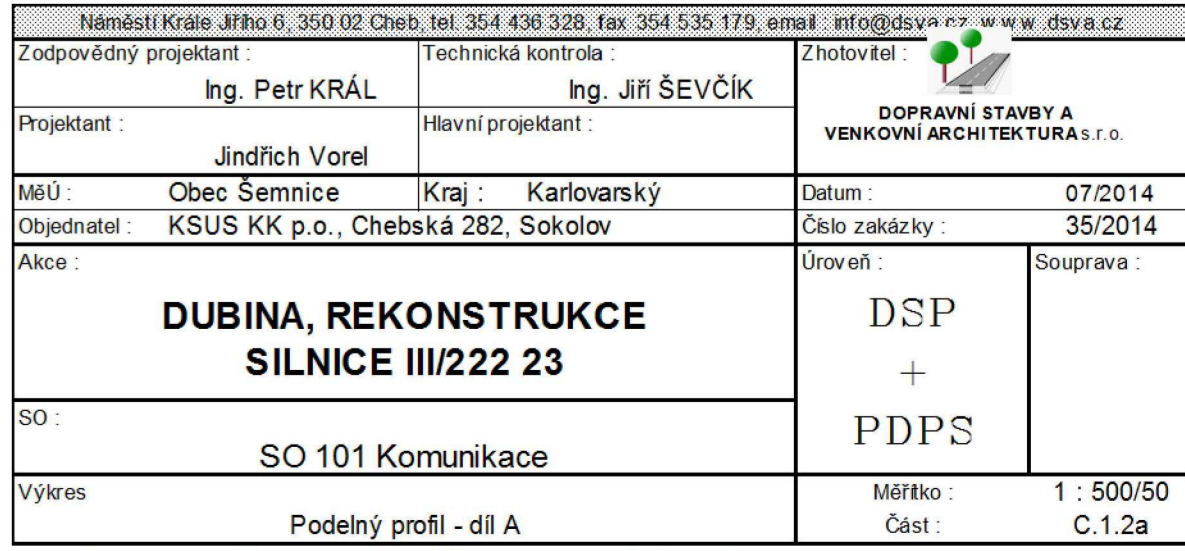 Náměstí Krále Jiřího 6, 350 02 Cheb, tel. 354 436 328, fax 354 535 179, email : info@dsva.cz, www.dsva.cz
Zodpovědný projektant :
Ing. Petr KRÁL
Technická kontrola :
Ing. Jiří ŠEVČÍK
Zhotovitel :
DOPRAVNÍ STAVBY A
VENKOVNÍ ARCHITEKTURA s.r.o.
Projektant :
Jindřich Vorel
Hlavní projektant :
MěÚ : Obec Šemnice
Kraj : Karlovarský
Datum : 07/2014
Objednatel : KSUS KK p.o., Chebská 282, Sokolov
Číslo zakázky : 35/2014
Akce :
DUBINA, REKONSTRUKCE
SILNICE III/222 23
Úroveň :
DSP
+
PDPS
Souprava :
SO :
SO 101 Komunikace
Výkres
Podelný profil - díl A
Měřítko : 1 : 500/50
Část : C.1.2a